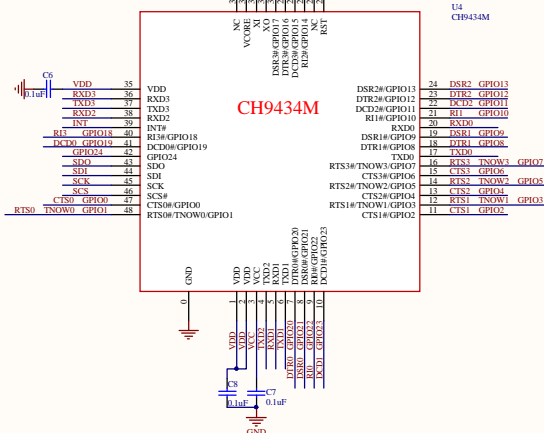 U4
CH9434M
NC
VCORE
XI
XO
DSR3#/GPIO17
DTR3#/GPIO16
DCD3#/GPIO15
RI2#/GPIO14
NC
RST
CH9434M
C6
0.1uF
VDD 35 VDD
RXD3 36 RXD3
TXD3 37 TXD3
RXD2 38 RXD2
INT 39 INT#
RI3 GPIO18 40 RI3#/GPIO18
DCD0 GPIO19 41 DCD0#/GPIO19
GPIO24 42 GPIO24
SDO 43 SDO
SDI 44 SDI
SCK 45 SCK
SCS 46 SCS#
CTS0 GPIO0 47 CTS0#/GPIO0
RTS0 TNOW0 GPIO1 48 RTS0#/TNOW0/GPIO1
DSR2#/GPIO13 24 DSR2 GPIO13
DTR2#/GPIO12 23 DTR2 GPIO12
DCD2#/GPIO11 22 DCD2 GPIO11
RI1#/GPIO10 21 RI1 GPIO10
RXD0 20 RXD0
DSR1#/GPIO9 19 DSR1 GPIO9
DTR1#/GPIO8 18 DTR1 GPIO8
TXD0 17 TXD0
RTS3#/TNOW3/GPIO7 16 RTS3 TNOW3 GPIO7
CTS3#/GPIO6 15 CTS3 GPIO6
RTS2#/TNOW2/GPIO5 14 RTS2 TNOW2 GPIO5
CTS2#/GPIO4 13 CTS2 GPIO4
RTS1#/TNOW1/GPIO3 12 RTS1 TNOW1 GPIO3
CTS1#/GPIO2 11 CTS1 GPIO2
GND 0
VDD 1 VDD
VDD 2 VDD
VCC 3 VCC
TXD2 4 TXD2
RXD1 5 RXD1
TXD1 6 TXD1
DTR0#/GPIO20 7 DTR0 GPIO20
DSR0#/GPIO21 8 DSR0 GPIO21
RI0#/GPIO22 9 RI0 GPIO22
DCD1#/GPIO23 10 DCD1 GPIO23
C8
0.1uF
C7
0.1uF
GND